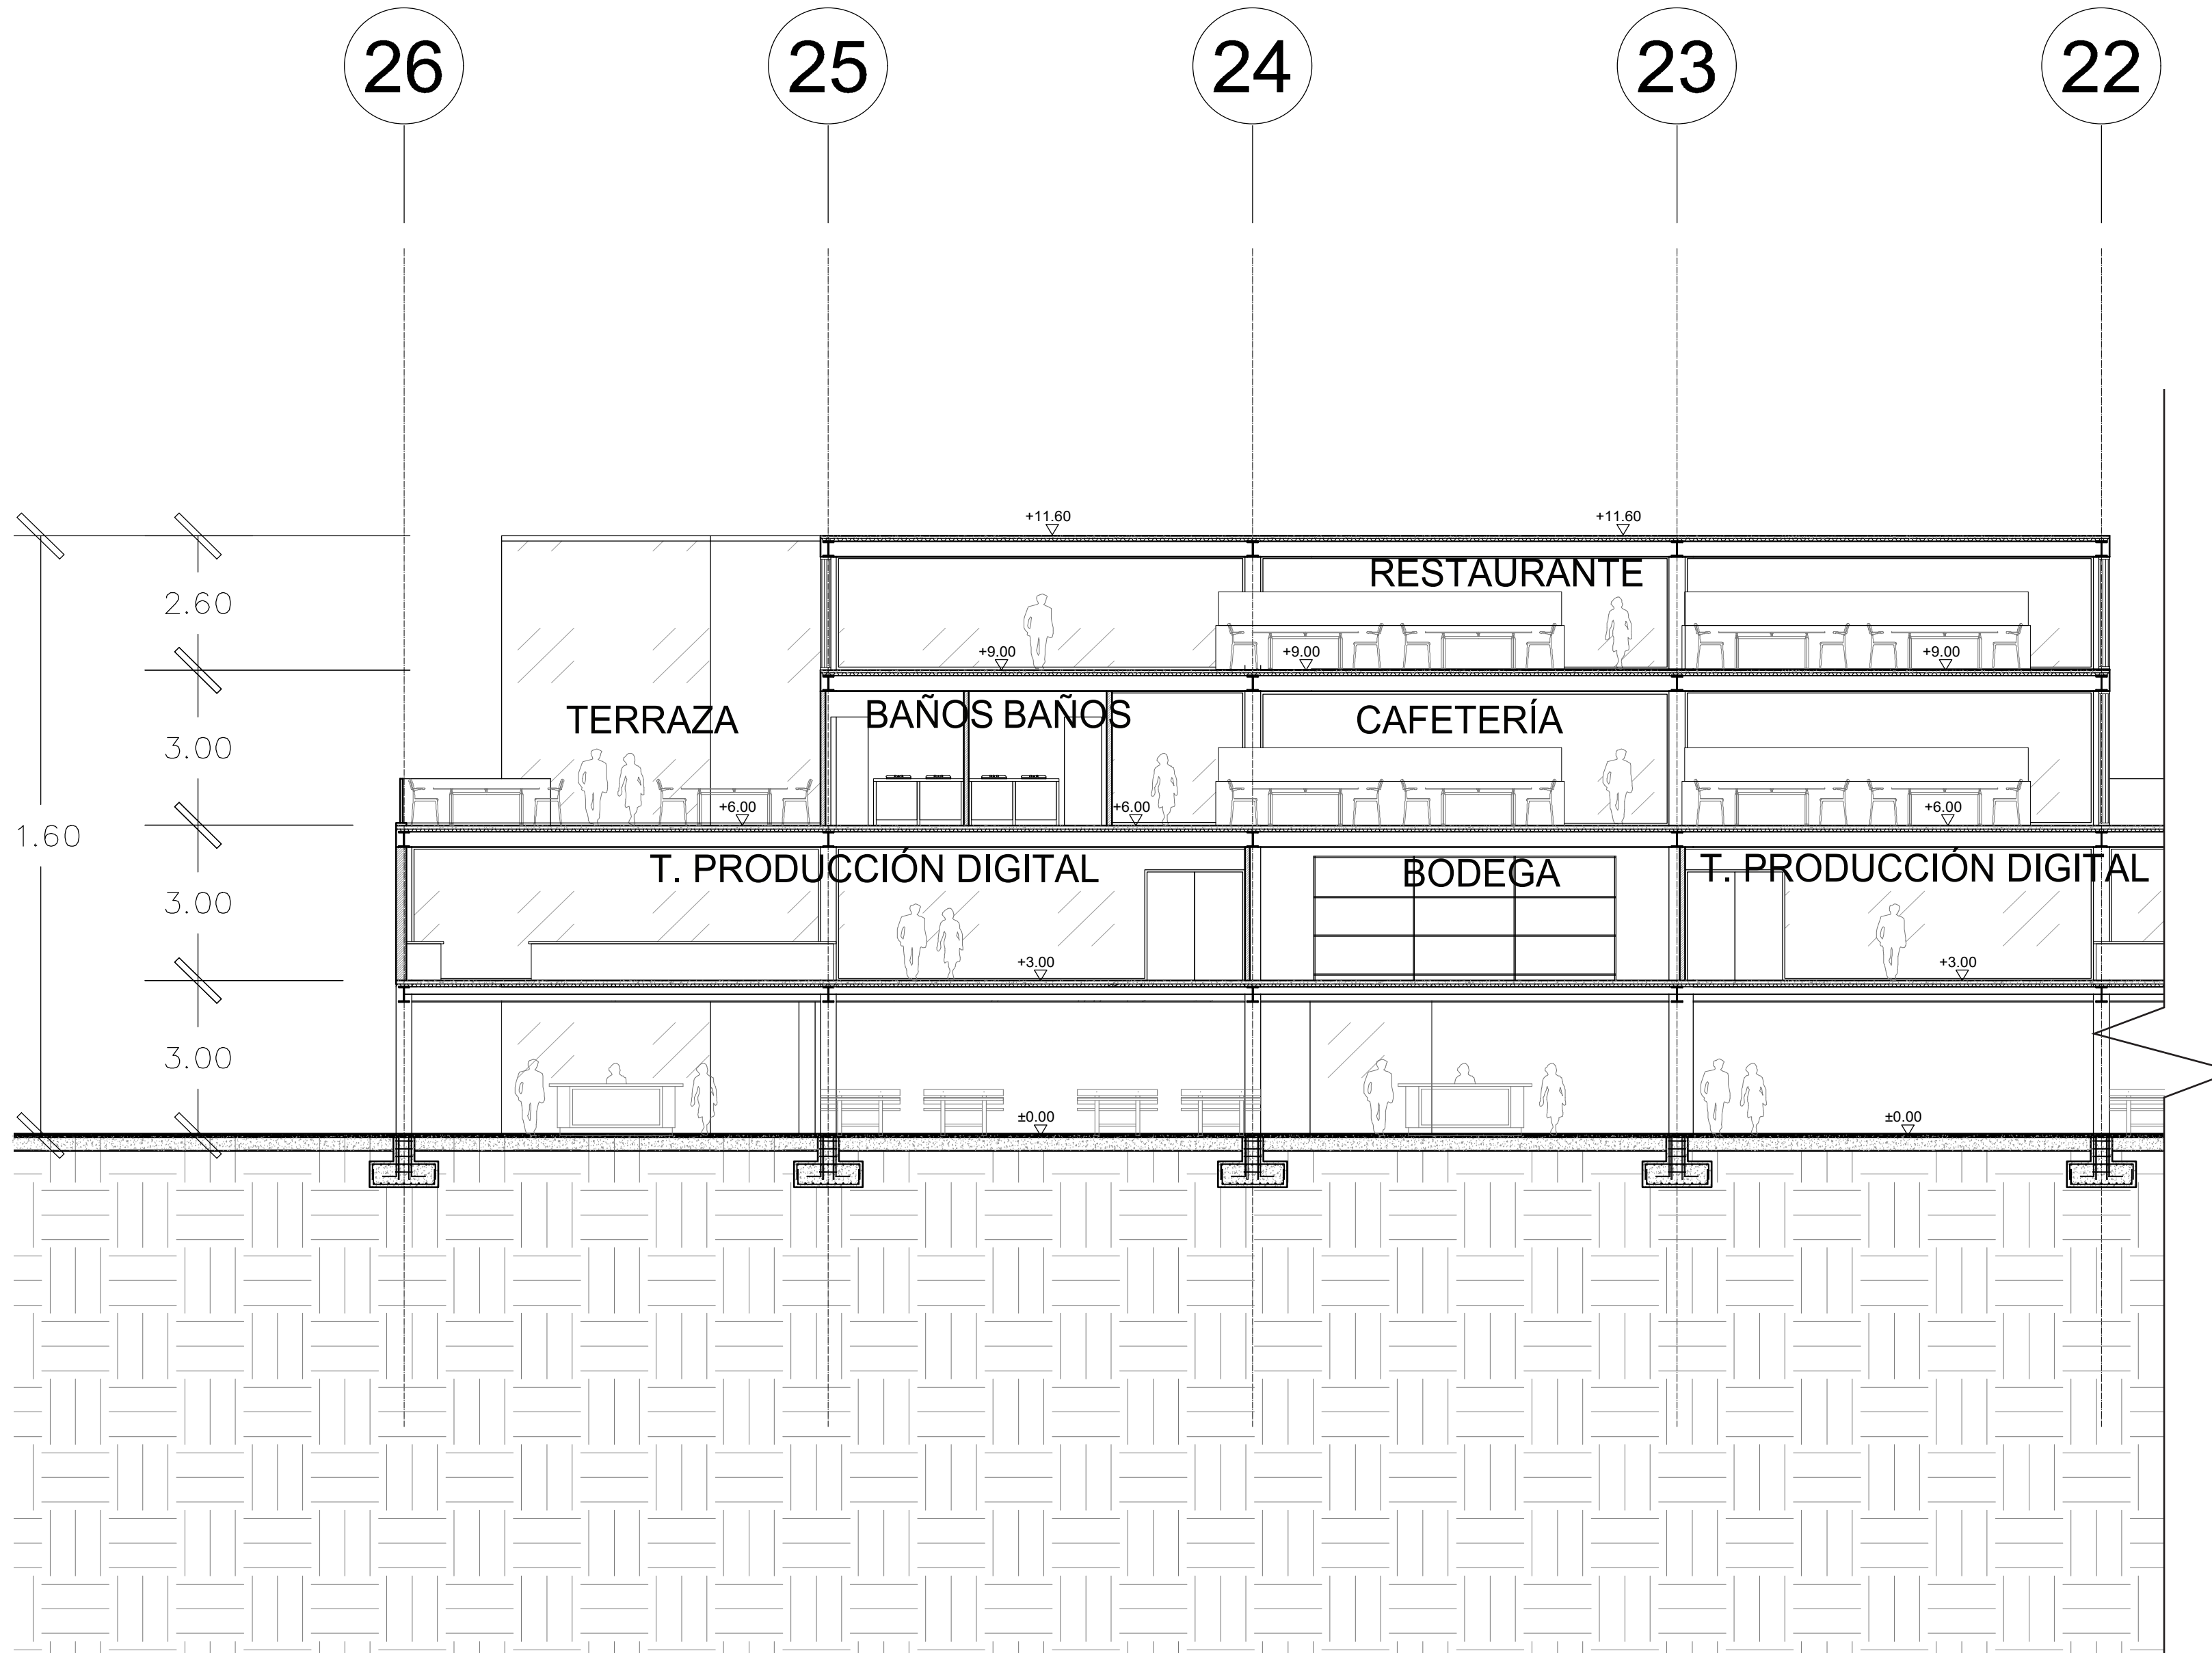 26 25 24 23 22
+11.60 +11.60
RESTAURANTE
2.60
+9.00 +9.00 +9.00
TERRAZA BAÑOS BAÑOS CAFETERÍA
3.00
+6.00 +6.00 +6.00
1.60
T. PRODUCCIÓN DIGITAL BODEGA T. PRODUCCIÓN DIGITAL
3.00
+3.00 +3.00
3.00
±0.00 ±0.00